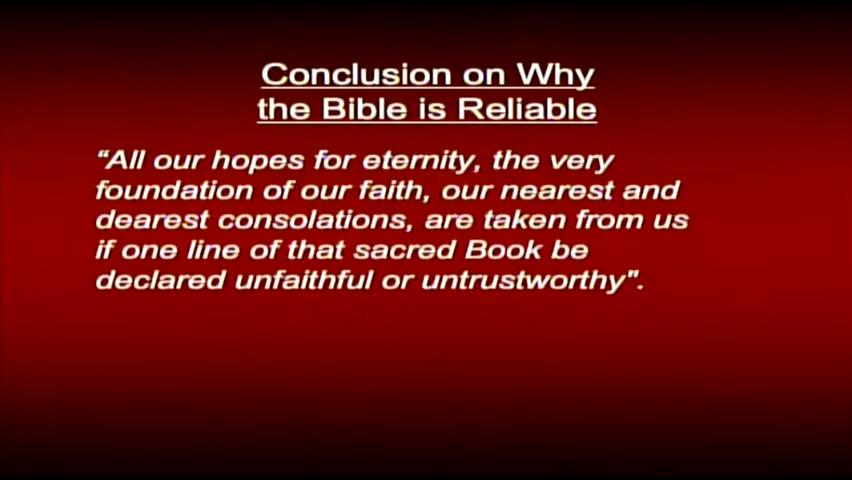 Conclusion on Why
the Bible is Reliable
“All our hopes for eternity, the very
foundation of our faith, our nearest and
dearest consolations, are taken from us
if one line of that sacred Book be
declared unfaithful or untrustworthy".